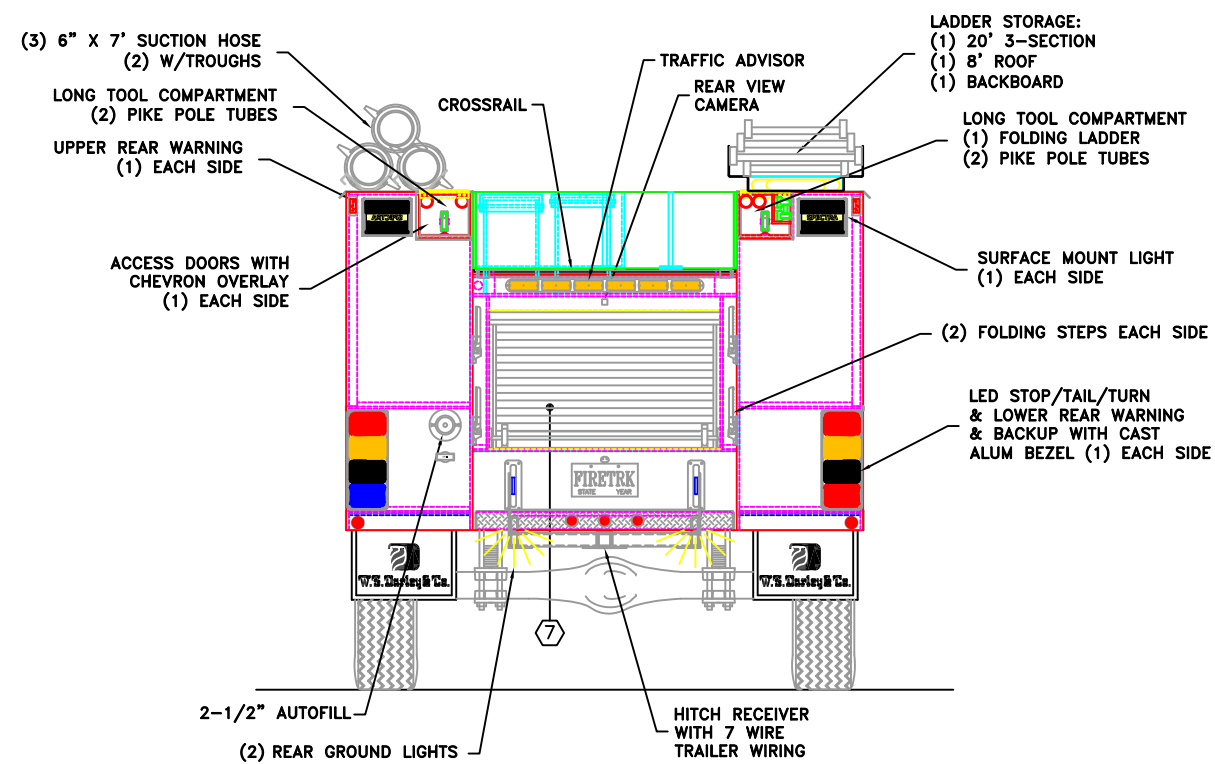 (3) 6” X 7’ SUCTION HOSE
(2) W/TROUGHS
LONG TOOL COMPARTMENT
(2) PIKE POLE TUBES
UPPER REAR WARNING
(1) EACH SIDE
ACCESS DOORS WITH
CHEVRON OVERLAY
(1) EACH SIDE
CROSSRAIL
TRAFFIC ADVISOR
REAR VIEW
CAMERA
LADDER STORAGE:
(1) 20’ 3-SECTION
(1) 8’ ROOF
(1) BACKBOARD
LONG TOOL COMPARTMENT
(1) FOLDING LADDER
(2) PIKE POLE TUBES
SPECTRA
SURFACE MOUNT LIGHT
(1) EACH SIDE
(2) FOLDING STEPS EACH SIDE
LED STOP/TAIL/TURN
& LOWER REAR WARNING
& BACKUP WITH CAST
ALUM BEZEL (1) EACH SIDE
FIRETRK
STATE YEAR
W.S. Darley & Co.
W.S. Darley & Co.
7
2-1/2” AUTOFILL
(2) REAR GROUND LIGHTS
HITCH RECEIVER
WITH 7 WIRE
TRAILER WIRING